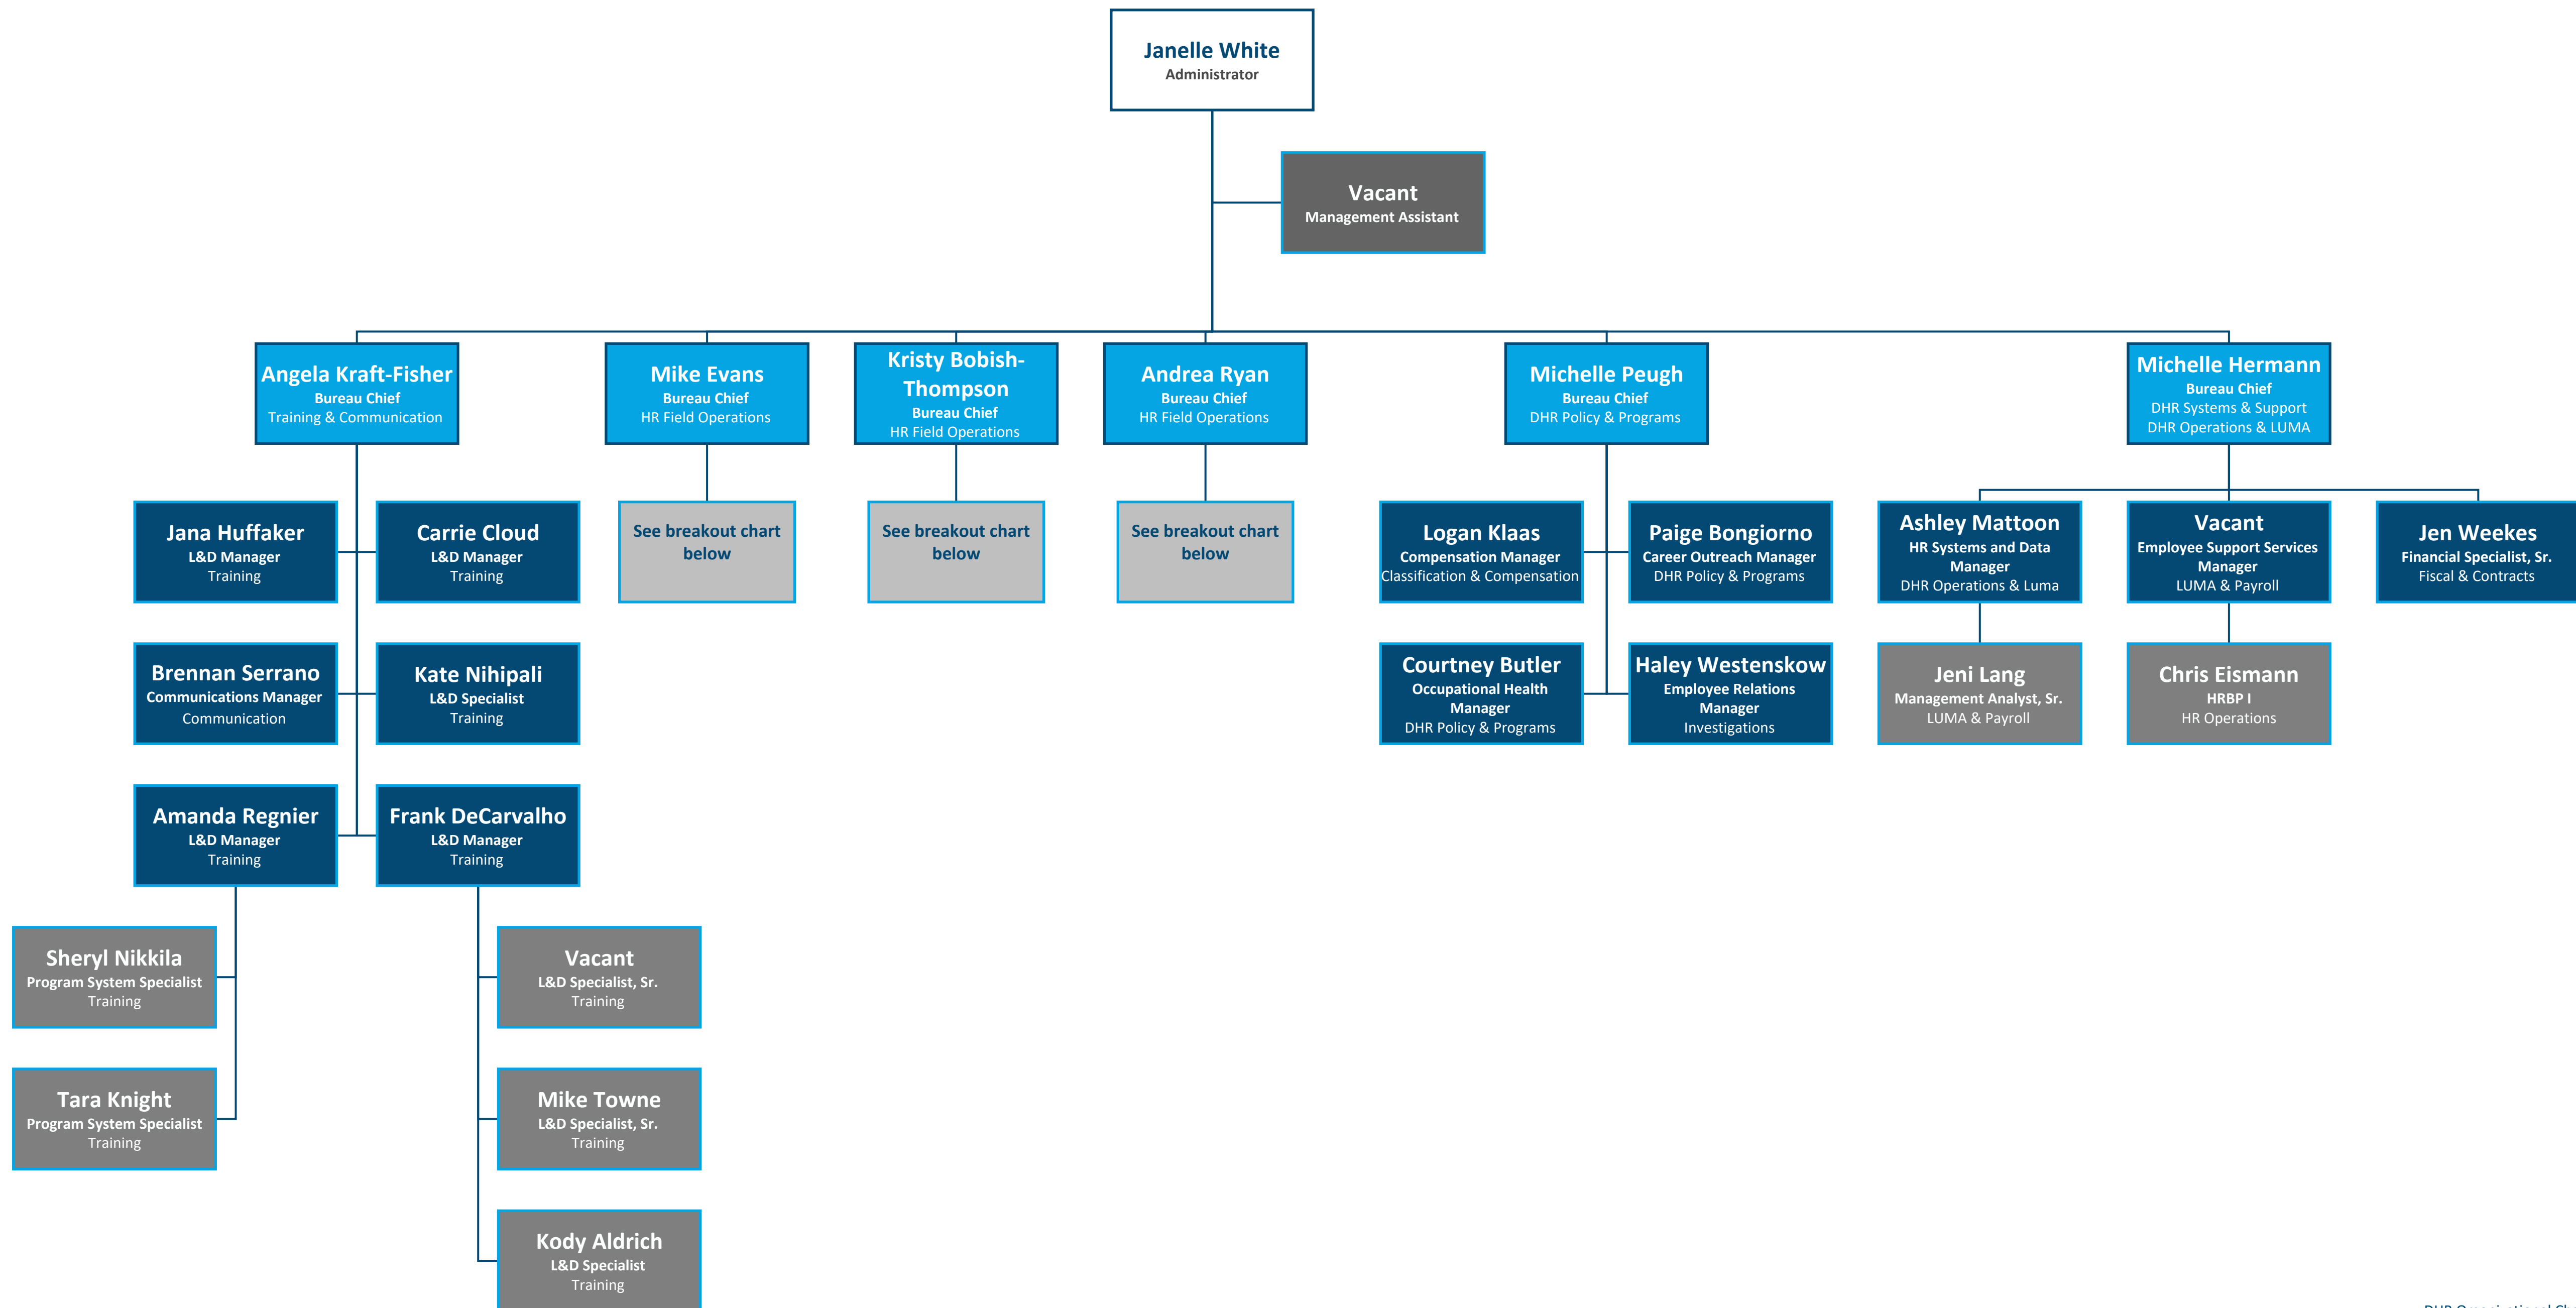 Janelle White
Administrator
Vacant
Management Assistant
Angela Kraft-Fisher
Bureau Chief
Training & Communication
Mike Evans
Bureau Chief
HR Field Operations
Kristy Bobish-
Thompson
Bureau Chief
HR Field Operations
Andrea Ryan
Bureau Chief
HR Field Operations
Michelle Peugh
Bureau Chief
DHR Policy & Programs
Michelle Hermann
Bureau Chief
DHR Systems & Support
DHR Operations & LUMA
Jana Huffaker
L&D Manager
Training
Carrie Cloud
L&D Manager
Training
See breakout chart
below
See breakout chart
below
See breakout chart
below
Logan Klaas
Compensation Manager
Classification & Compensation
Paige Bongiorno
Career Outreach Manager
DHR Policy & Programs
Ashley Mattoon
HR Systems and Data
Manager
DHR Operations & Luma
Vacant
Employee Support Services
Manager
LUMA & Payroll
Jen Weekes
Financial Specialist, Sr.
Fiscal & Contracts
Brennan Serrano
Communications Manager
Communication
Kate Nihipali
L&D Specialist
Training
Courtney Butler
Occupational Health
Manager
DHR Policy & Programs
Haley Westenskow
Employee Relations
Manager
Investigations
Jeni Lang
Management Analyst, Sr.
LUMA & Payroll
Chris Eismann
HRBP I
HR Operations
Amanda Regnier
L&D Manager
Training
Frank DeCarvalho
L&D Manager
Training
Sheryl Nikkila
Program System Specialist
Training
Vacant
L&D Specialist, Sr.
Training
Tara Knight
Program System Specialist
Training
Mike Towne
L&D Specialist, Sr.
Training
Kody Aldrich
L&D Specialist
Training